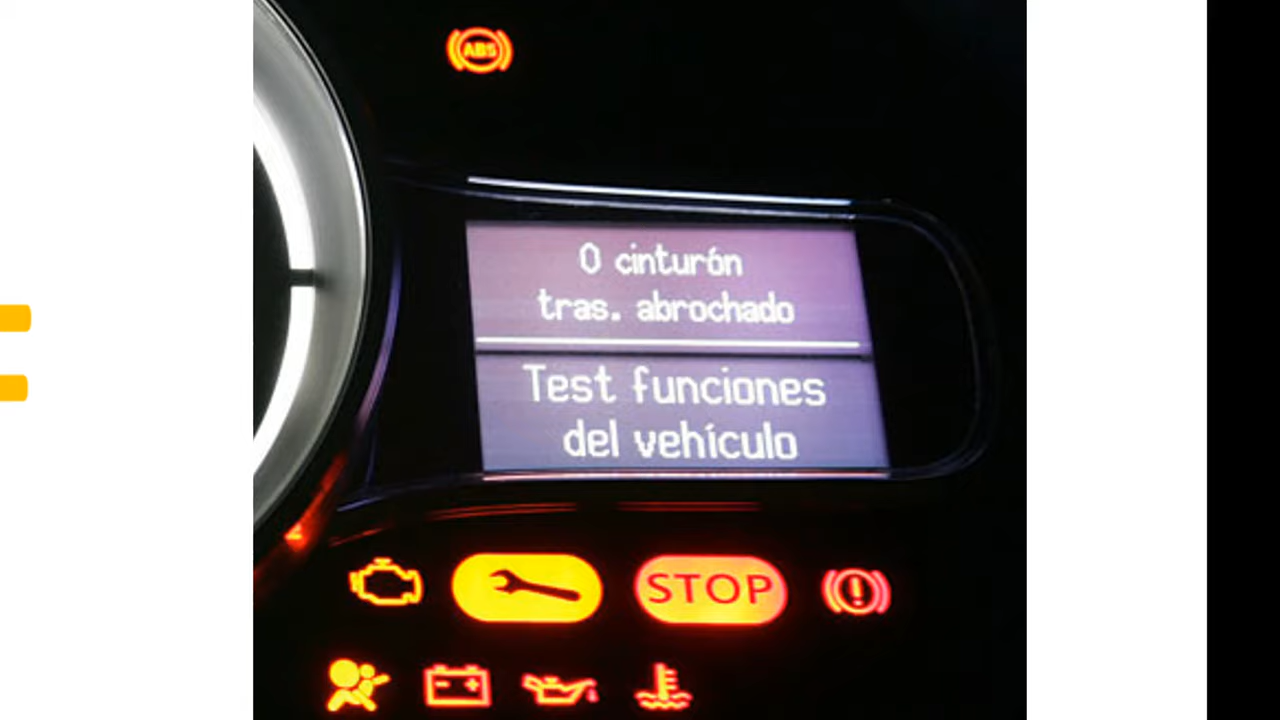 ABS
0 cinturón
tras. abrochado
Test funciones
del vehículo
STOP